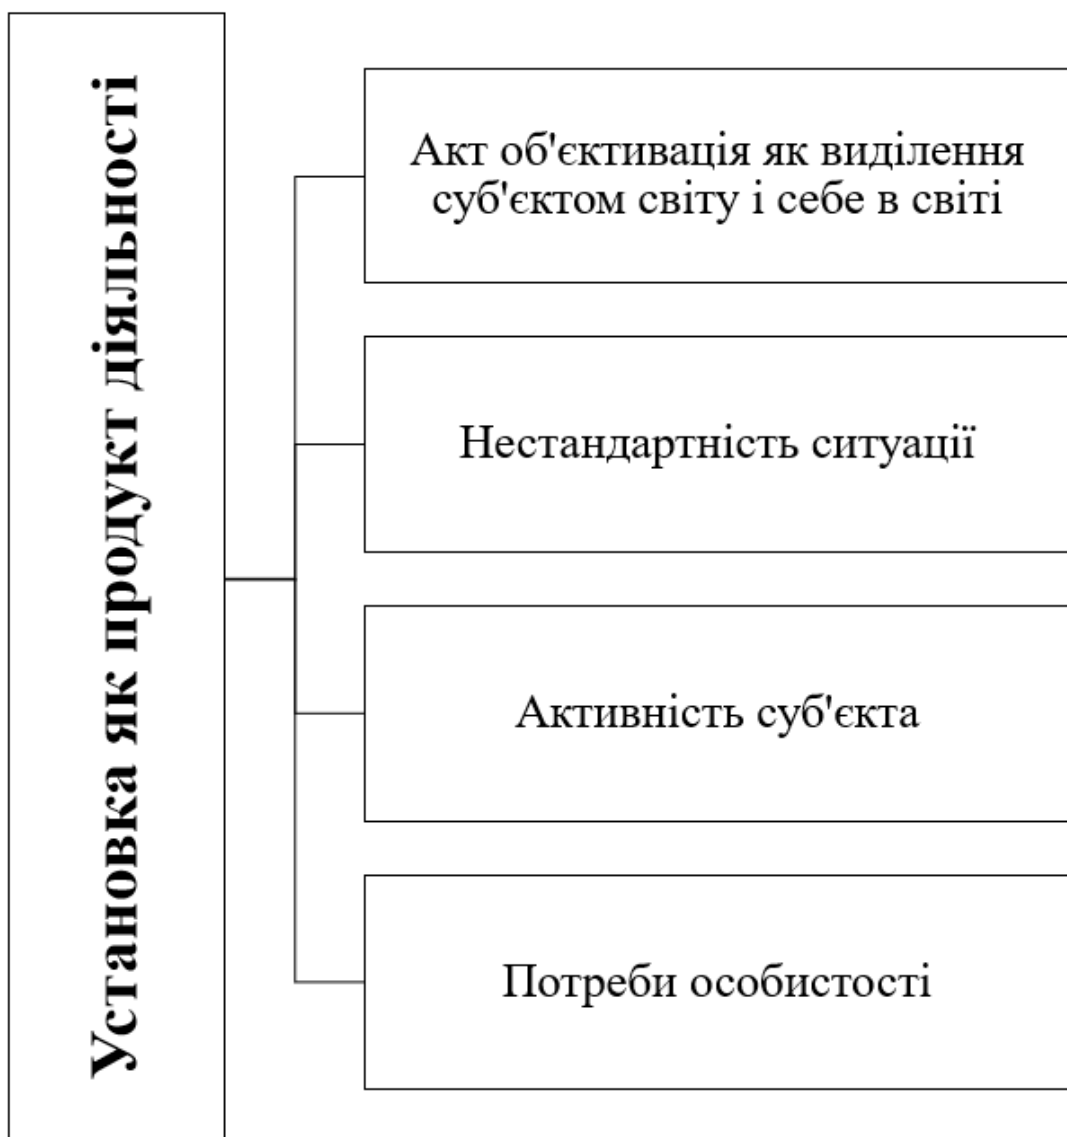 Установка як продукт діяльності
Акт об'єктивація як виділення
суб'єктом світу і себе в світі
Нестандартність ситуації
Активність суб'єкта
Потреби особистості